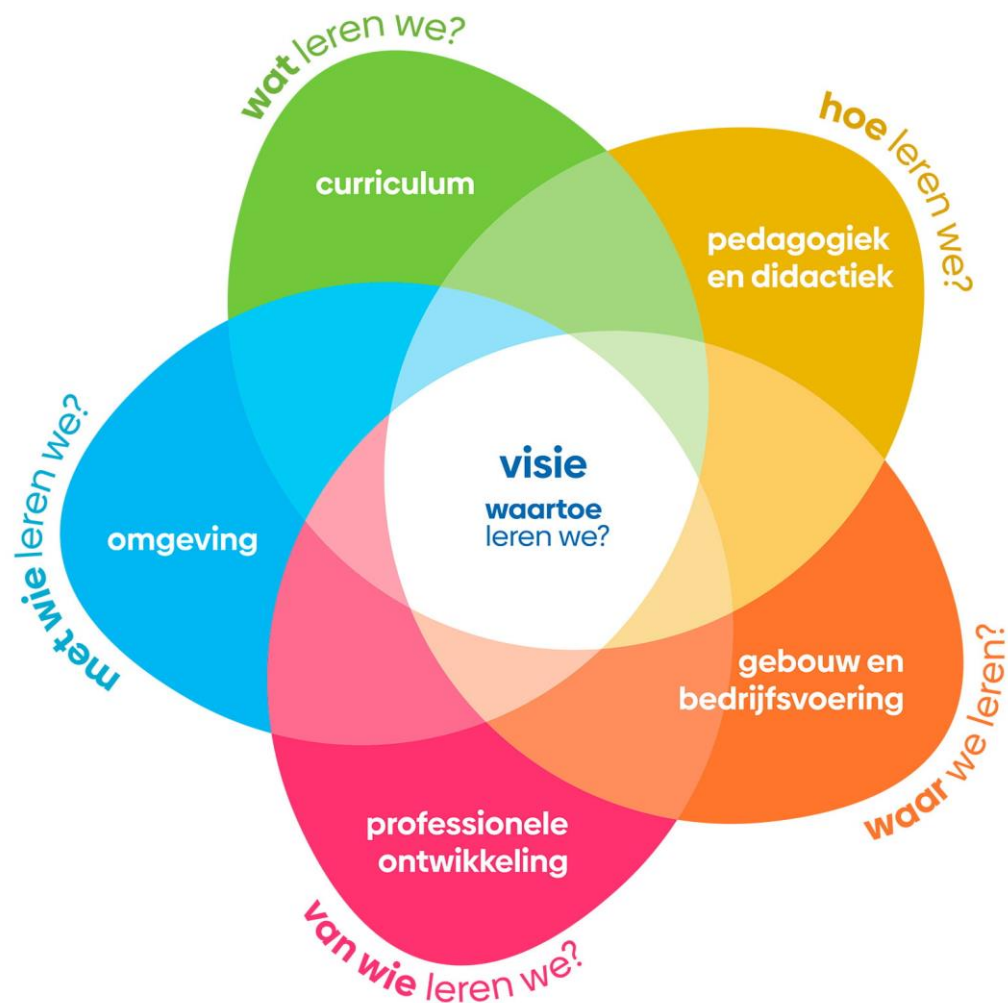 wat leren we?
curriculum
hoe leren we?
pedagogiek
en didactiek
visie
waartoe
leren we?
met wie leren we?
omgeving
gebouw en
bedrijfsvoering
waar we leren?
professionele
ontwikkeling
van wie leren we?